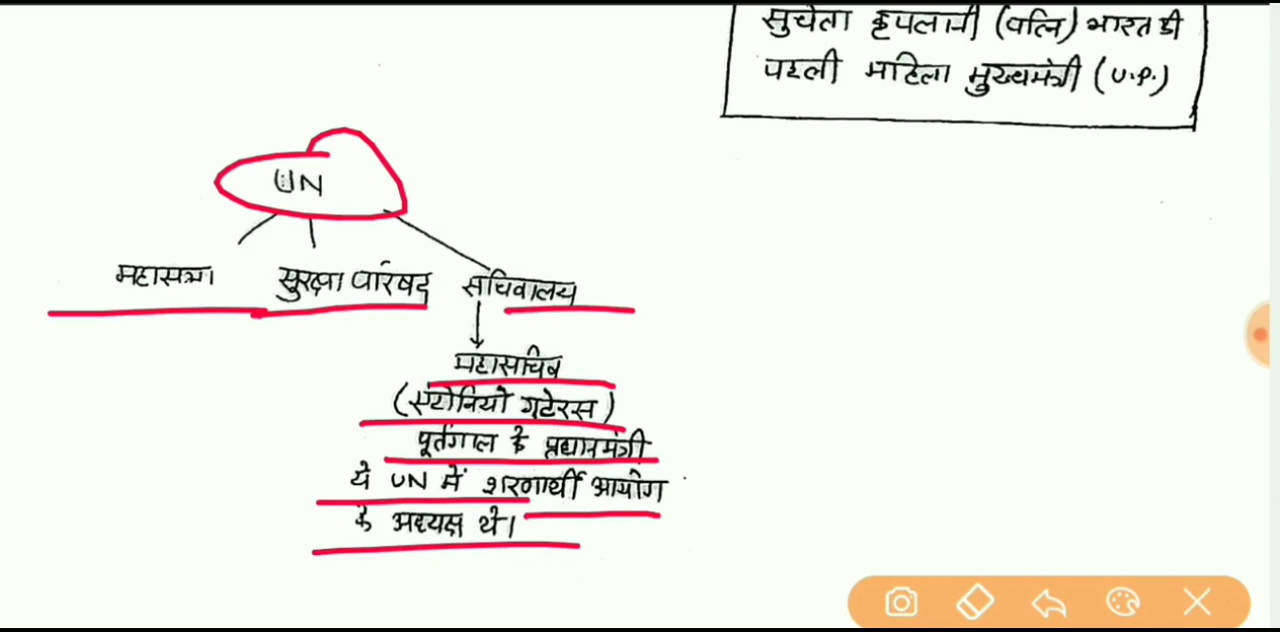 सुचेता कृपलानी (पत्नि) भारत की
पहली महिला मुख्यमंत्री (U.P.)
UN
महासभा सुरक्षा परिषद सचिवालय
महासचिव
(एंटोनियो गुटेरस)
पूर्तगाल के प्रधानमंत्री
ये UN में शरणार्थी आयोग
के अध्यक्ष थे।